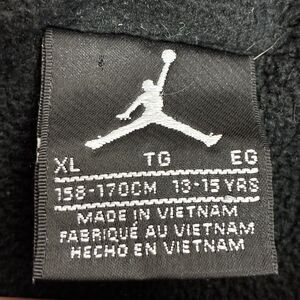 XL TG EG
158-170CM 13-15 YRS
MADE IN VIETNAM
FABRIQUÉ AU VIETNAM
HECHO EN VIETNAM